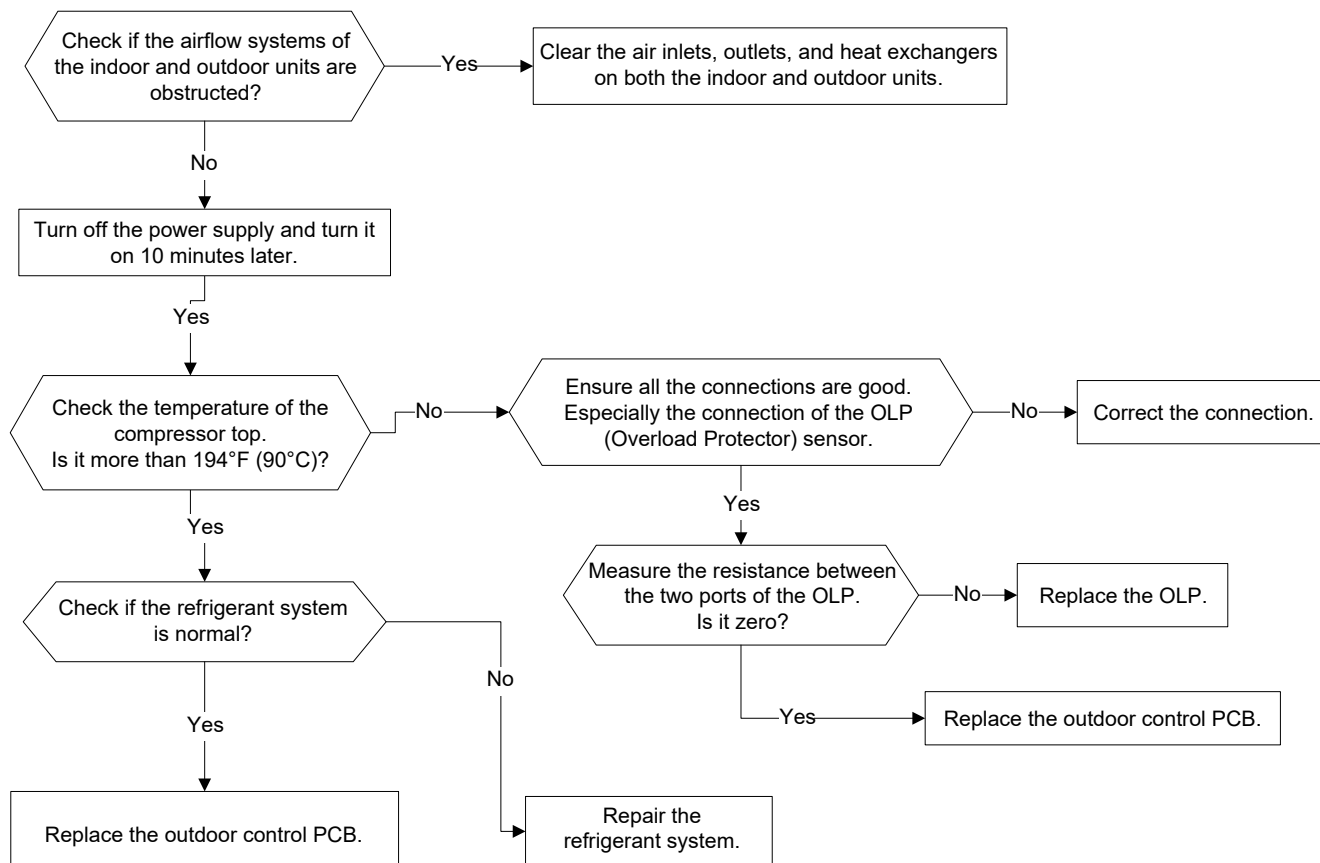 Check if the airflow systems of
the indoor and outdoor units are
obstructed?
Yes
Clear the air inlets, outlets, and heat exchangers
on both the indoor and outdoor units.
No
Turn off the power supply and turn it
on 10 minutes later.
Yes
Check the temperature of the
compressor top.
Is it more than 194°F (90°C)?
No
Ensure all the connections are good.
Especially the connection of the OLP
(Overload Protector) sensor.
No
Correct the connection.
Yes
Yes
Measure the resistance between
the two ports of the OLP.
Is it zero?
No
Replace the OLP.
Check if the refrigerant system
is normal?
No
Yes
Yes
Replace the outdoor control PCB.
Replace the outdoor control PCB.
Repair the
refrigerant system.